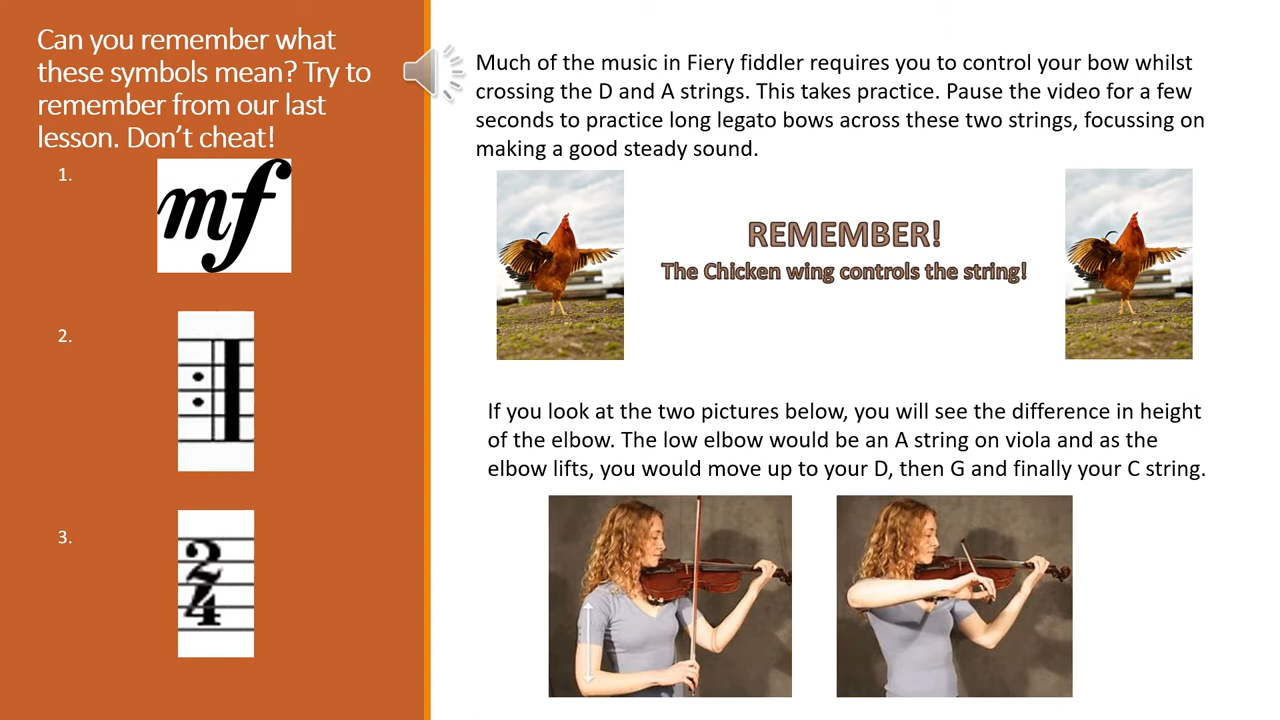 Can you remember what
these symbols mean? Try to
remember from our last
lesson. Don't cheat!
1.
mf
2.
3.
2
4
Much of the music in Fiery fiddler requires you to control your bow whilst
crossing the D and A strings. This takes practice. Pause the video for a few
seconds to practice long legato bows across these two strings, focussing on
making a good steady sound.
REMEMBER!
The Chicken wing controls the string!
If you look at the two pictures below, you will see the difference in height
of the elbow. The low elbow would be an A string on viola and as the
elbow lifts, you would move up to your D, then G and finally your C string.